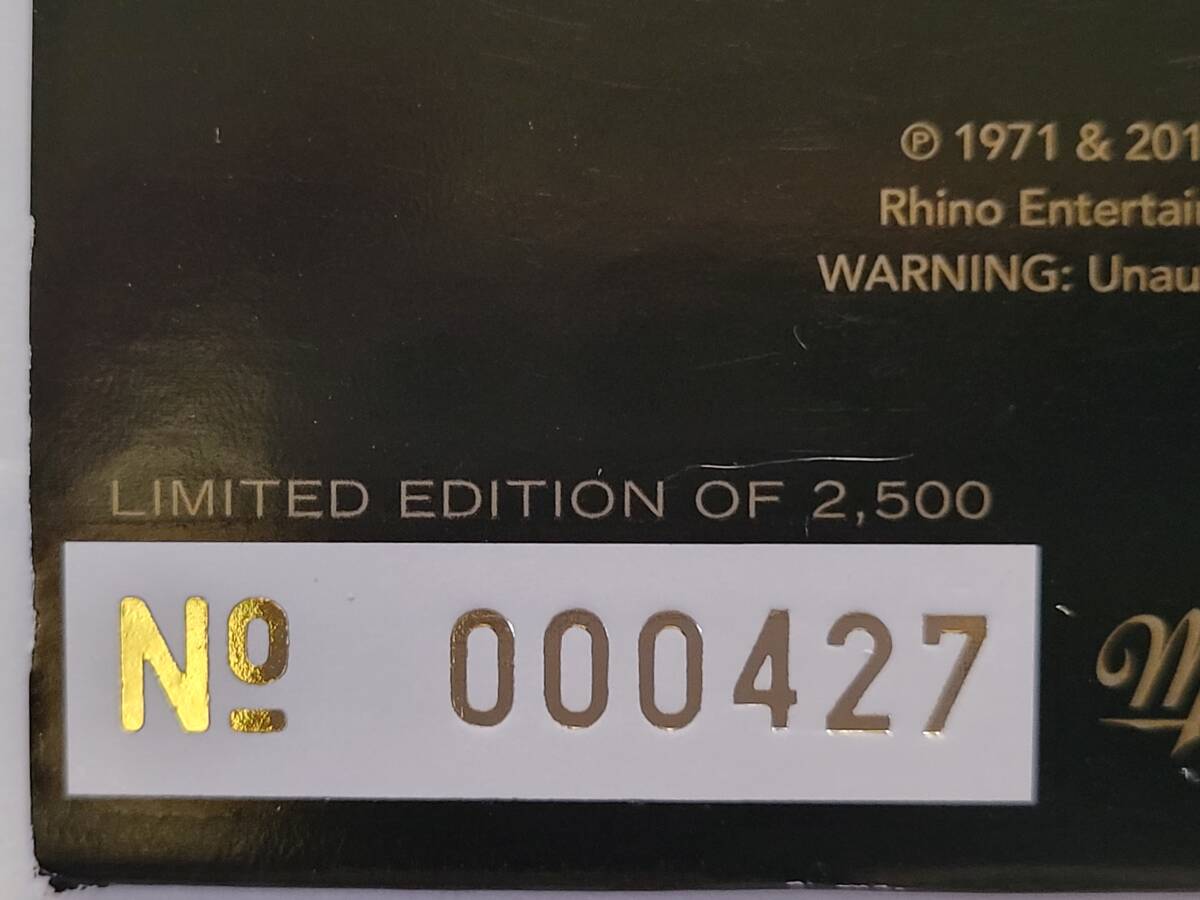 ℗ 1971 & 201
Rhino Entertai
WARNING: Unau
LIMITED EDITION OF 2,500
Nº 000427